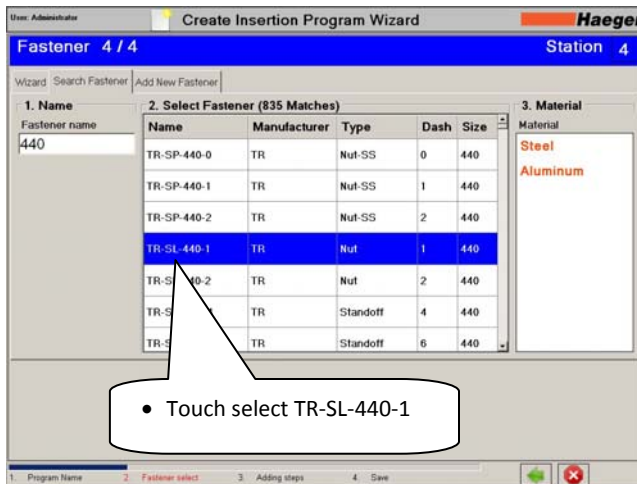 User: Administrator
Create Insertion Program Wizard
Haeger
Fastener 4 / 4
Station 4
Wizard Search Fastener Add New Fastener
1. Name
2. Select Fastener (835 Matches)
3. Material
Fastener name
440
Name Manufacturer Type Dash Size
Material
TR-SP-440-0 TR Nut-SS 0 440
Steel
Aluminum
TR-SP-440-1 TR Nut-SS 1 440
TR-SP-440-2 TR Nut-SS 2 440
TR-SL-440-1 TR Nut 1 440
TR-S 40-2 TR Nut 2 440
TR-S TR Standoff 4 440
TR-S TR Standoff 6 440
• Touch select TR-SL-440-1
1. Program Name 2. Fastener select 3. Adding steps 4. Save